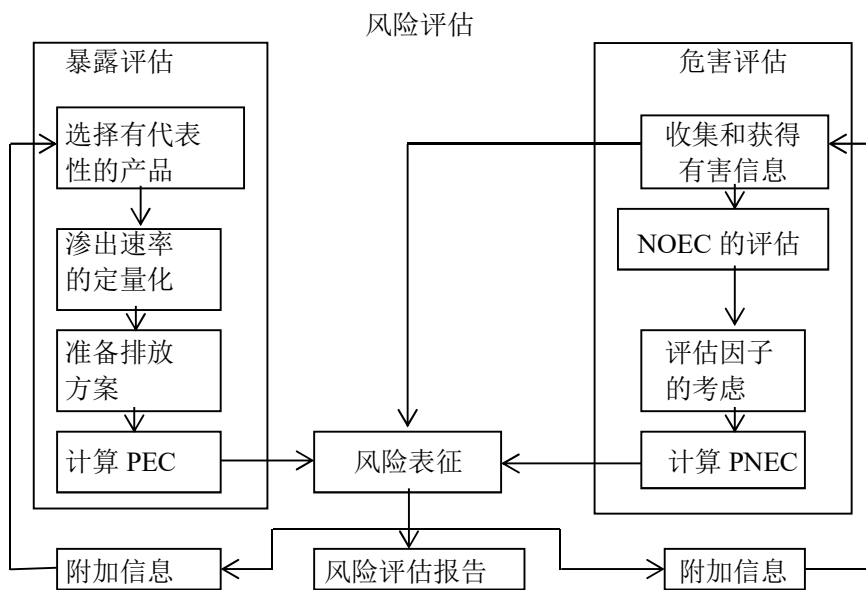 风险评估
暴露评估
选择有代表
性的产品
渗出速率
的定量化
准备排放
方案
计算 PEC
危害评估
收集和获得
有害信息
NOEC 的评估
评估因子
的考虑
计算 PNEC
风险表征
附加信息
风险评估报告
附加信息